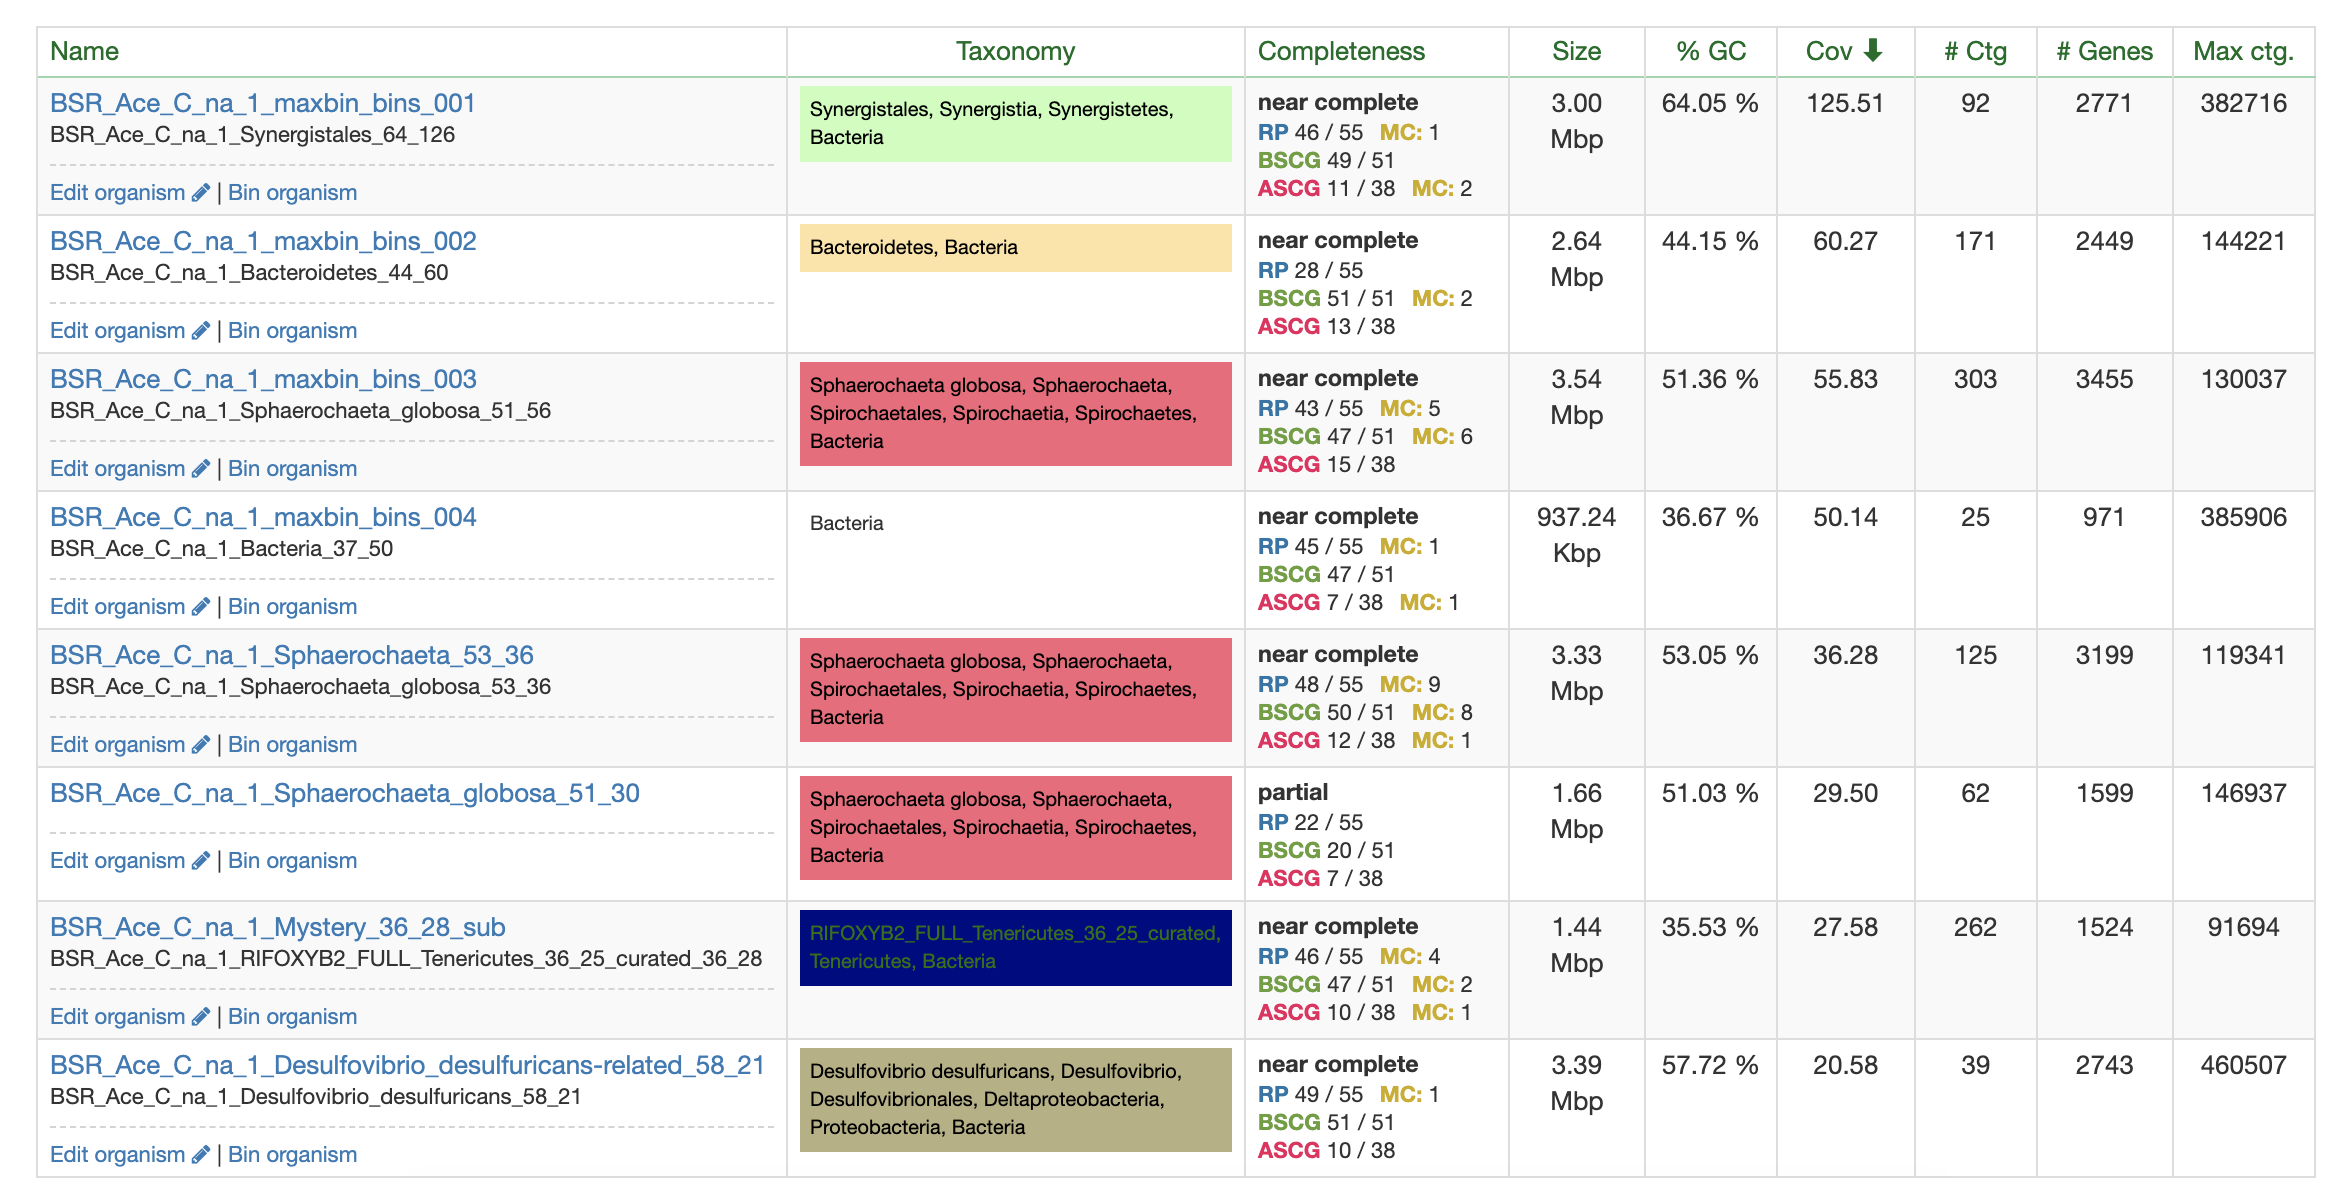 Name Taxonomy Completeness Size % GC Cov # Ctg # Genes Max ctg.
BSR_Ace_C_na_1_maxbin_bins_001
BSR_Ace_C_na_1_Synergistales_64_126
Edit organism | Bin organism
Synergistales, Synergistia, Synergistetes,
Bacteria
near complete
RP 46 / 55 MC: 1
BSCG 49 / 51
ASCG 11 / 38 MC: 2
3.00
Mbp
64.05 %
125.51
92
2771
382716
BSR_Ace_C_na_1_maxbin_bins_002
BSR_Ace_C_na_1_Bacteroidetes_44_60
Edit organism | Bin organism
Bacteroidetes, Bacteria
near complete
RP 28 / 55
BSCG 51 / 51 MC: 2
ASCG 13 / 38
2.64
Mbp
44.15 %
60.27
171
2449
144221
BSR_Ace_C_na_1_maxbin_bins_003
BSR_Ace_C_na_1_Sphaerochaeta_globosa_51_56
Edit organism | Bin organism
Sphaerochaeta globosa, Sphaerochaeta,
Spirochaetales, Spirochaetia, Spirochaetes,
Bacteria
near complete
RP 43 / 55 MC: 5
BSCG 47 / 51 MC: 6
ASCG 15 / 38
3.54
Mbp
51.36 %
55.83
303
3455
130037
BSR_Ace_C_na_1_maxbin_bins_004
BSR_Ace_C_na_1_Bacteria_37_50
Edit organism | Bin organism
Bacteria
near complete
RP 45 / 55 MC: 1
BSCG 47 / 51
ASCG 7 / 38 MC: 1
937.24
Kbp
36.67 %
50.14
25
971
385906
BSR_Ace_C_na_1_Sphaerochaeta_53_36
BSR_Ace_C_na_1_Sphaerochaeta_globosa_53_36
Edit organism | Bin organism
Sphaerochaeta globosa, Sphaerochaeta,
Spirochaetales, Spirochaetia, Spirochaetes,
Bacteria
near complete
RP 48 / 55 MC: 9
BSCG 50 / 51 MC: 8
ASCG 12 / 38 MC: 1
3.33
Mbp
53.05 %
36.28
125
3199
119341
BSR_Ace_C_na_1_Sphaerochaeta_globosa_51_30
Edit organism | Bin organism
Sphaerochaeta globosa, Sphaerochaeta,
Spirochaetales, Spirochaetia, Spirochaetes,
Bacteria
partial
RP 22 / 55
BSCG 20 / 51
ASCG 7 / 38
1.66
Mbp
51.03 %
29.50
62
1599
146937
BSR_Ace_C_na_1_Mystery_36_28_sub
BSR_Ace_C_na_1_RIFOXYB2_FULL_Tenericutes_36_25_curated_36_28
Edit organism | Bin organism
RIFOXYB2_FULL_Tenericutes_36_25_curated,
Tenericutes, Bacteria
near complete
RP 46 / 55 MC: 4
BSCG 47 / 51 MC: 2
ASCG 10 / 38 MC: 1
1.44
Mbp
35.53 %
27.58
262
1524
91694
BSR_Ace_C_na_1_Desulfovibrio_desulfuricans-related_58_21
BSR_Ace_C_na_1_Desulfovibrio_desulfuricans_58_21
Edit organism | Bin organism
Desulfovibrio desulfuricans, Desulfovibrio,
Desulfovibrionales, Deltaproteobacteria,
Proteobacteria, Bacteria
near complete
RP 49 / 55 MC: 1
BSCG 51 / 51
ASCG 10 / 38
3.39
Mbp
57.72 %
20.58
39
2743
460507